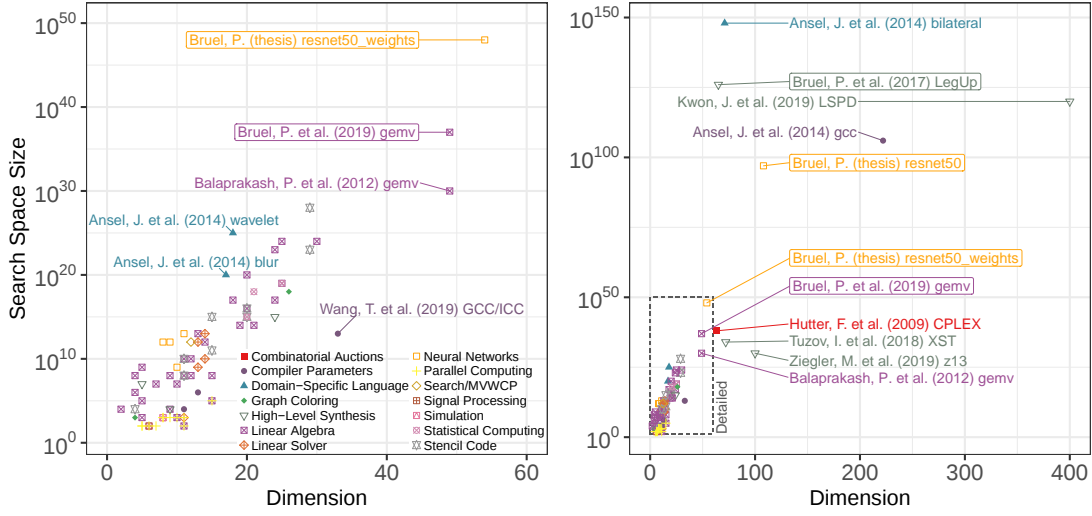 Search Space Size
10^50
10^40
10^30
10^20
10^10
10^0
Bruel, P. (thesis) resnet50_weights
Bruel, P. et al. (2019) gemv
Balaprakash, P. et al. (2012) gemv
Ansel, J. et al. (2014) wavelet
Ansel, J. et al. (2014) blur
Wang, T. et al. (2019) GCC/ICC
Combinatorial Auctions
Compiler Parameters
Domain-Specific Language
Graph Coloring
High-Level Synthesis
Linear Algebra
Linear Solver
Neural Networks
Parallel Computing
Search/MVWCP
Signal Processing
Simulation
Statistical Computing
Stencil Code
0 20 40 60
Dimension
10^150
10^100
10^50
10^0
Ansel, J. et al. (2014) bilateral
Bruel, P. et al. (2017) LegUp
Kwon, J. et al. (2019) LSPD
Ansel, J. et al. (2014) gcc
Bruel, P. (thesis) resnet50
Bruel, P. (thesis) resnet50_weights
Bruel, P. et al. (2019) gemv
Hutter, F. et al. (2009) CPLEX
Tuzov, I. et al. (2018) XST
Ziegler, M. et al. (2019) z13
Balaprakash, P. et al. (2012) gemv
Detailed
0 100 200 300 400
Dimension